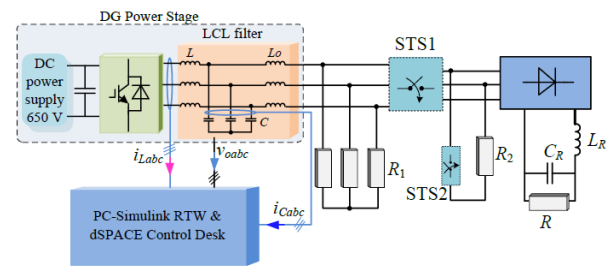 DG Power Stage
LCL filter
DC
power
supply
650 V
L
Lo
C
STS1
iLabc
voabc
iCabc
R1
STS2
R2
CR
LR
R
PC-Simulink RTW &
dSPACE Control Desk